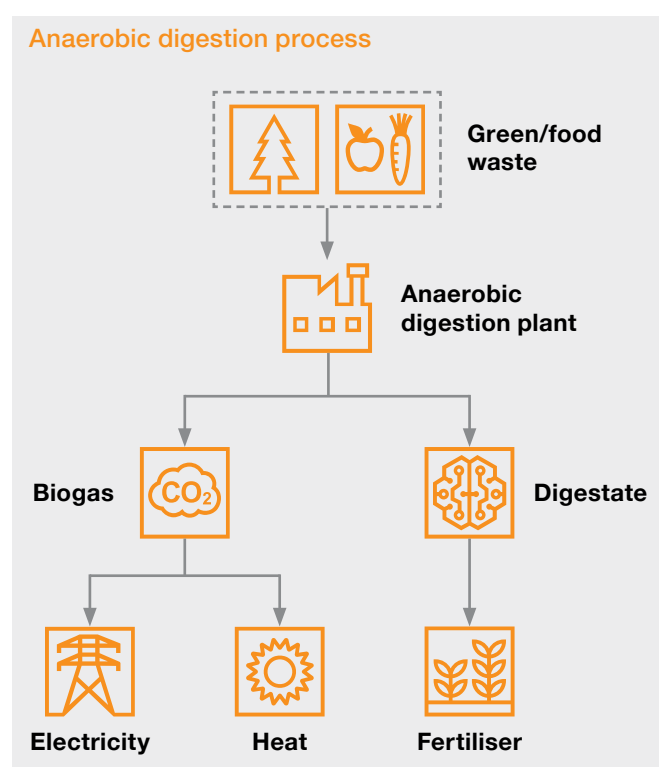 Anaerobic digestion process
Green/food
waste
Anaerobic
digestion plant
Biogas
CO₂
Digestate
Electricity
Heat
Fertiliser